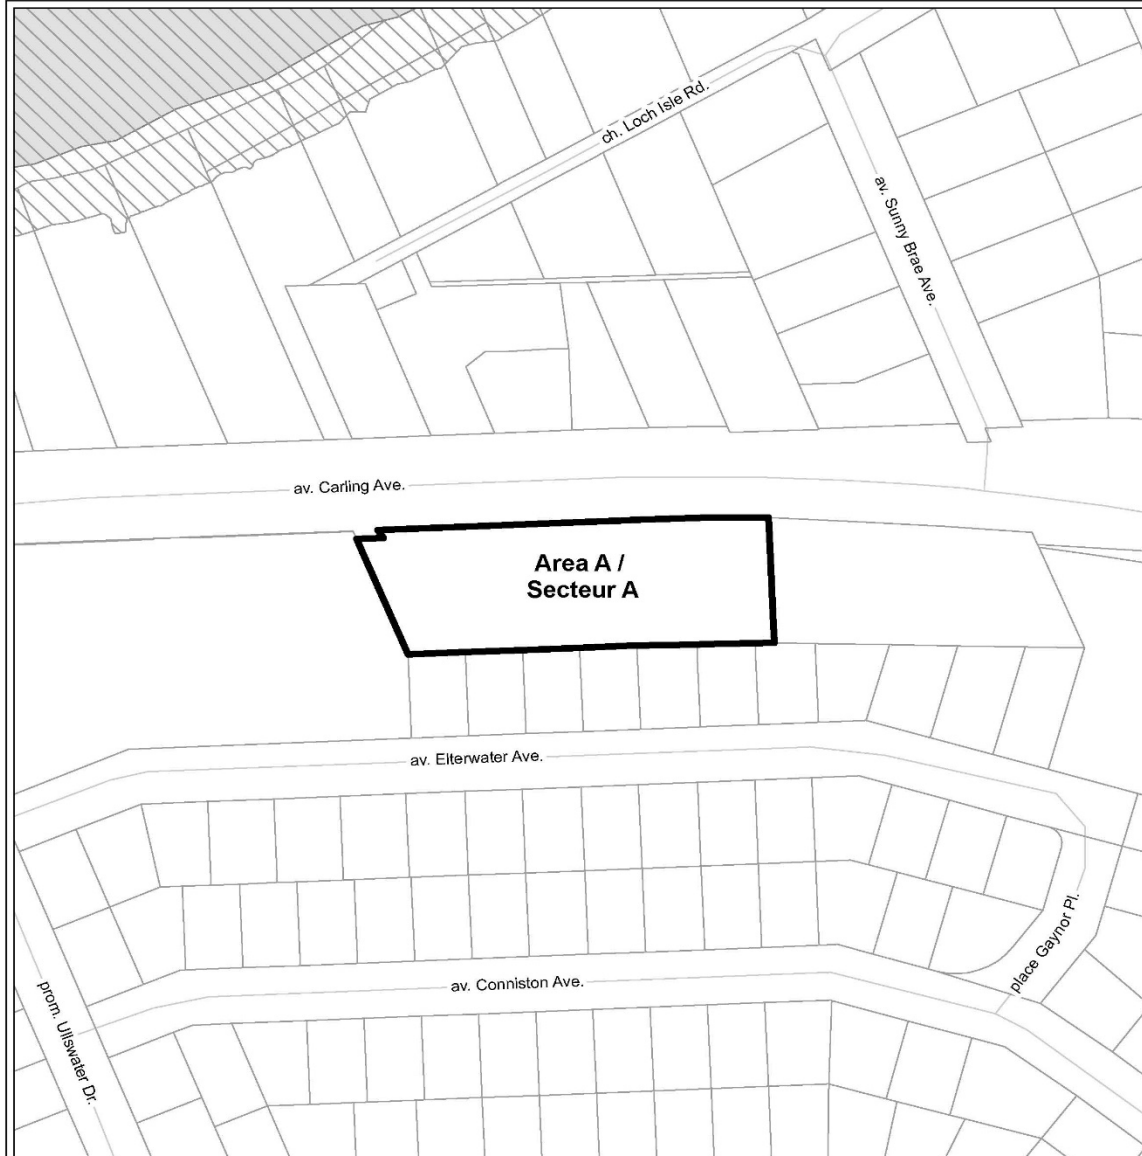 ch. Loch Isle Rd.
av. Sunny Brae Ave.
av. Carling Ave.
Area A /
Secteur A
av. Elterwater Ave.
place Gaynor Pl.
av. Conniston Ave.
prom. Ullswater Dr.